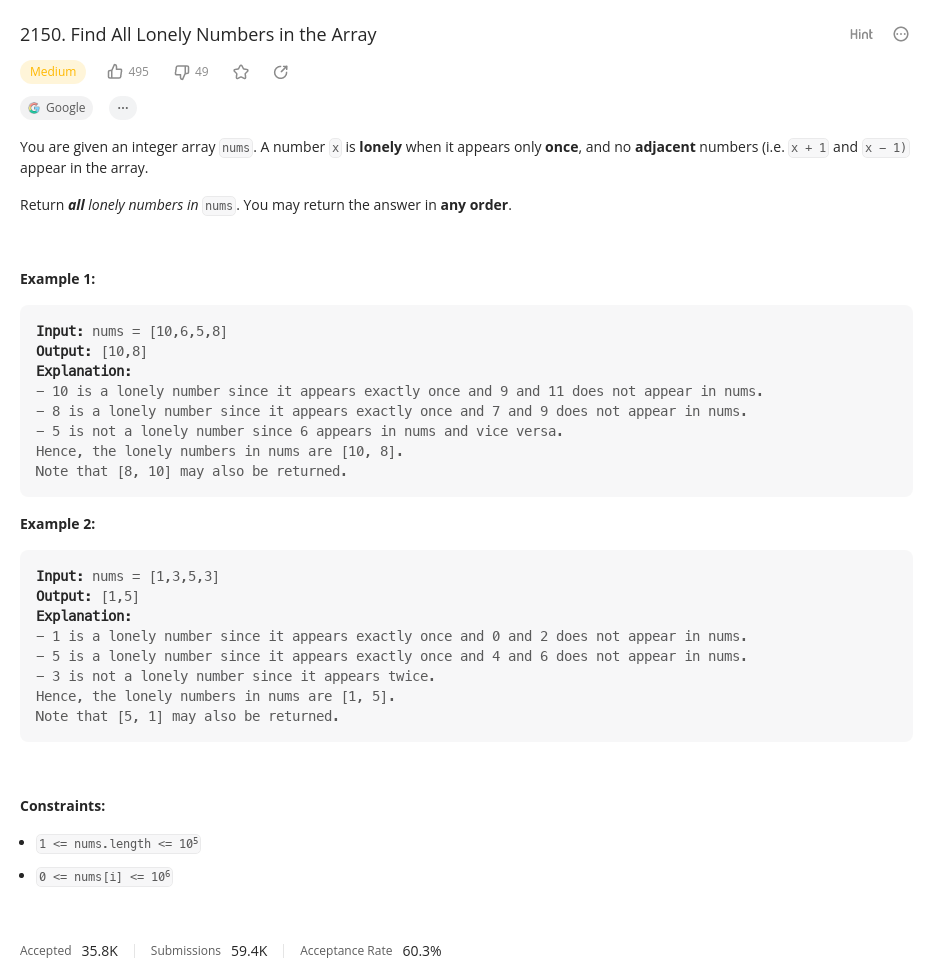 2150. Find All Lonely Numbers in the Array
Hint
Medium 495 49
Google
You are given an integer array nums. A number x is lonely when it appears only once, and no adjacent numbers (i.e. x + 1 and x - 1)
appear in the array.
Return all lonely numbers in nums. You may return the answer in any order.
Example 1:
Input: nums = [10,6,5,8]
Output: [10,8]
Explanation:
- 10 is a lonely number since it appears exactly once and 9 and 11 does not appear in nums.
- 8 is a lonely number since it appears exactly once and 7 and 9 does not appear in nums.
- 5 is not a lonely number since 6 appears in nums and vice versa.
Hence, the lonely numbers in nums are [10, 8].
Note that [8, 10] may also be returned.
Example 2:
Input: nums = [1,3,5,3]
Output: [1,5]
Explanation:
- 1 is a lonely number since it appears exactly once and 0 and 2 does not appear in nums.
- 5 is a lonely number since it appears exactly once and 4 and 6 does not appear in nums.
- 3 is not a lonely number since it appears twice.
Hence, the lonely numbers in nums are [1, 5].
Note that [5, 1] may also be returned.
Constraints:
• 1 <= nums.length <= 10⁵
• 0 <= nums[i] <= 10⁶
Accepted 35.8K Submissions 59.4K Acceptance Rate 60.3%